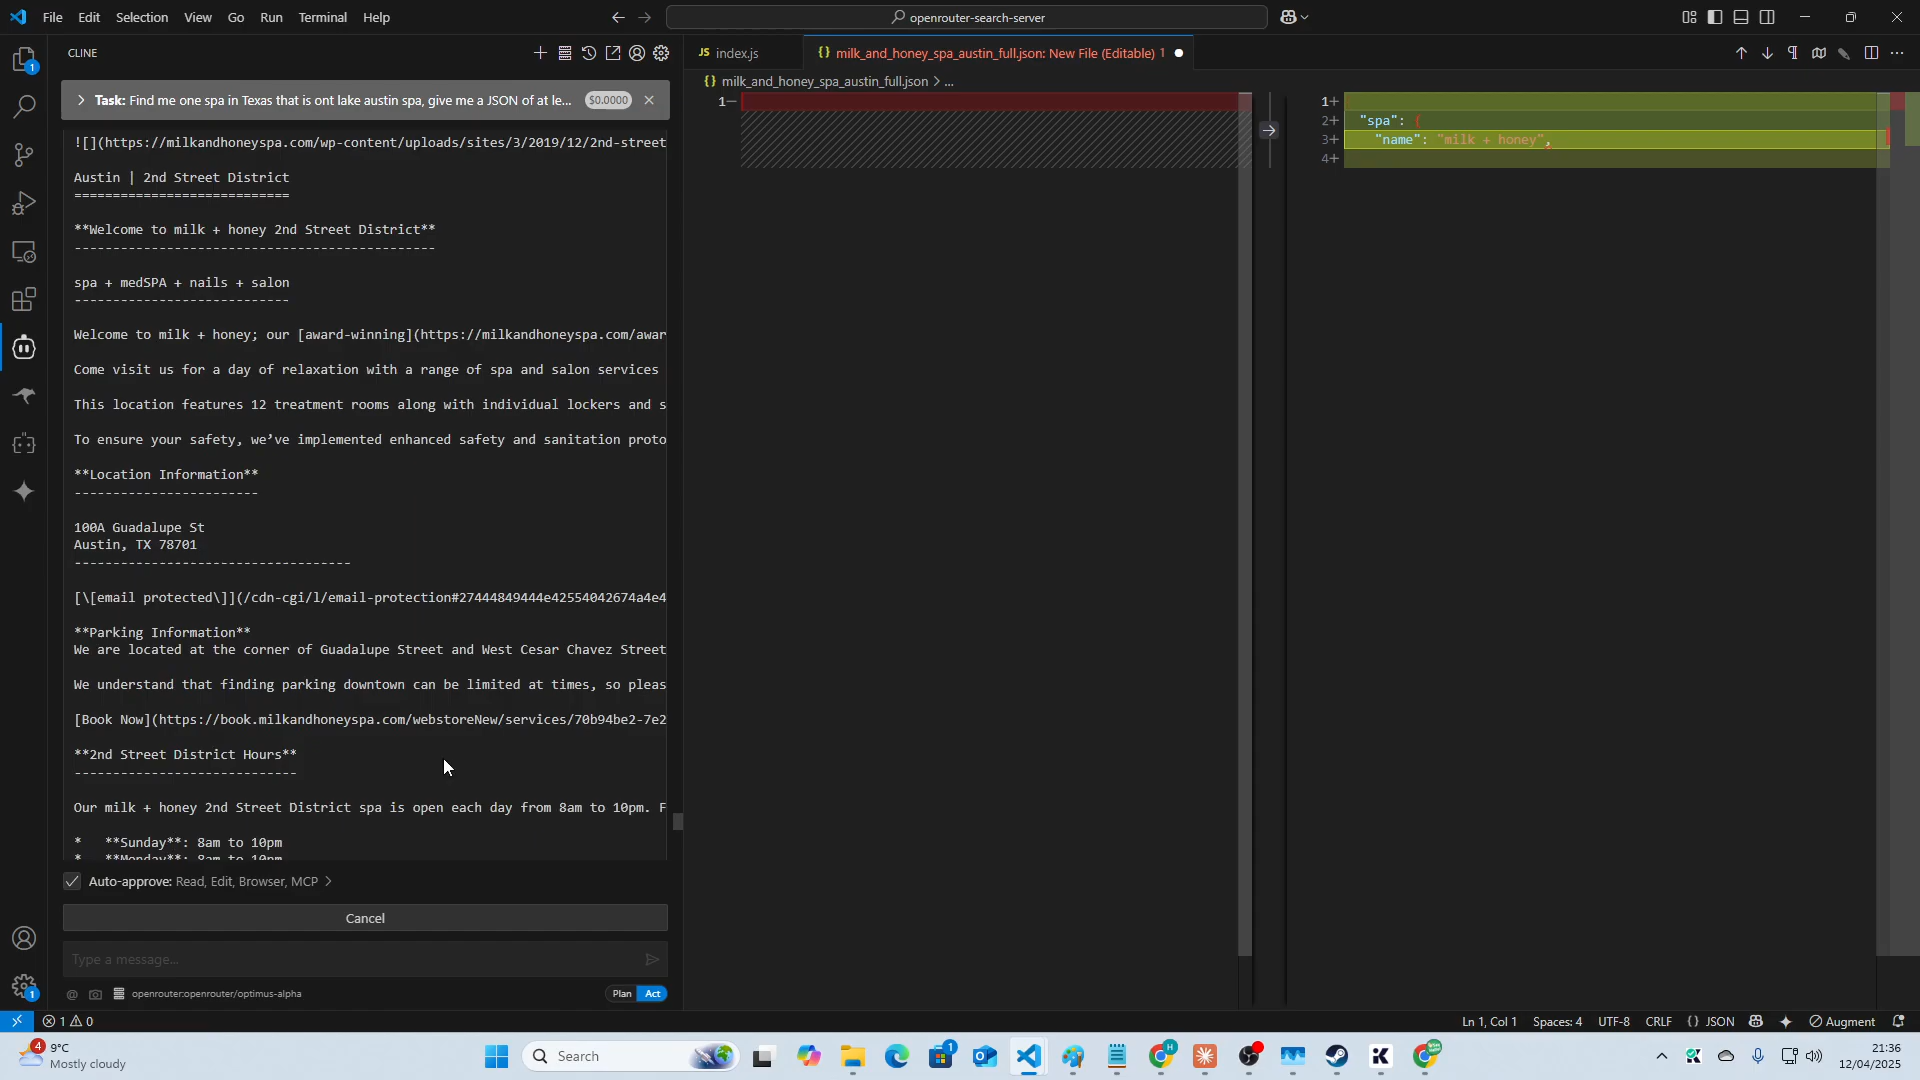 File Edit Selection View Go Run Terminal Help
openrouter-search-server
CLINE
Task: Find me one spa in Texas that is ont lake austin spa, give me a JSON of at le... $0.0000
![](https://milkandhoneyspa.com/wp-content/uploads/sites/3/2019/12/2nd-street
Austin | 2nd Street District
============================
**Welcome to milk + honey 2nd Street District**
-----------------------------------------------
spa + medSPA + nails + salon
----------------------------
Welcome to milk + honey; our [award-winning](https://milkandhoneyspa.com/awar
Come visit us for a day of relaxation with a range of spa and salon services
This location features 12 treatment rooms along with individual lockers and s
To ensure your safety, we’ve implemented enhanced safety and sanitation proto
**Location Information**
------------------------
100A Guadalupe St
Austin, TX 78701
------------------------------------
[\[email protected\]](/cdn-cgi/l/email-protection#27444849444e42554042674a4e4
**Parking Information**
We are located at the corner of Guadalupe Street and West Cesar Chavez Street
We understand that finding parking downtown can be limited at times, so pleas
[Book Now](https://book.milkandhoneyspa.com/webstoreNew/services/70b94be2-7e2
**2nd Street District Hours**
-----------------------------
Our milk + honey 2nd Street District spa is open each day from 8am to 10pm. F
* **Sunday**: 8am to 10pm
* **Monday**: 8am to 10pm
Auto-approve: Read, Edit, Browser, MCP
Cancel
Type a message...
@ openrouter:openrouter/optimus-alpha
Plan Act
JS index.js
{} milk_and_honey_spa_austin_full.json: New File (Editable) 1
{} milk_and_honey_spa_austin_full.json > ...
1−
1+
2+ "spa": {
3+ "name": "milk + honey",
4+
1 0
Ln 1, Col 1 Spaces: 4 UTF-8 CRLF {} JSON Augment
4
9°C
Mostly cloudy
Search
21:36
12/04/2025